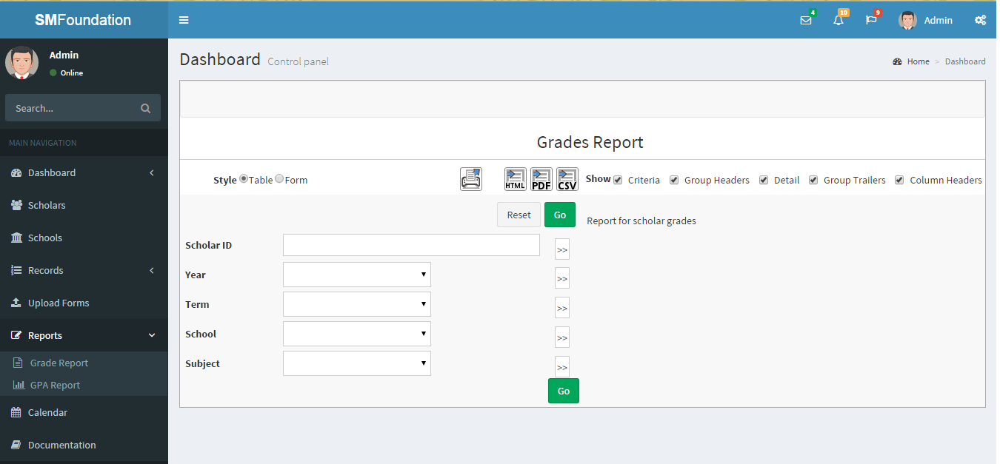 SMFoundation
4
10
9
Admin
Admin
Online
Search...
MAIN NAVIGATION
Dashboard
Scholars
Schools
Records
Upload Forms
Reports
Grade Report
GPA Report
Calendar
Documentation
Dashboard Control panel
Home > Dashboard
Grades Report
Style Table Form
HTML PDF CSV
Show Criteria Group Headers Detail Group Trailers Column Headers
Reset Go Report for scholar grades
Scholar ID >>
Year >>
Term >>
School >>
Subject >>
Go